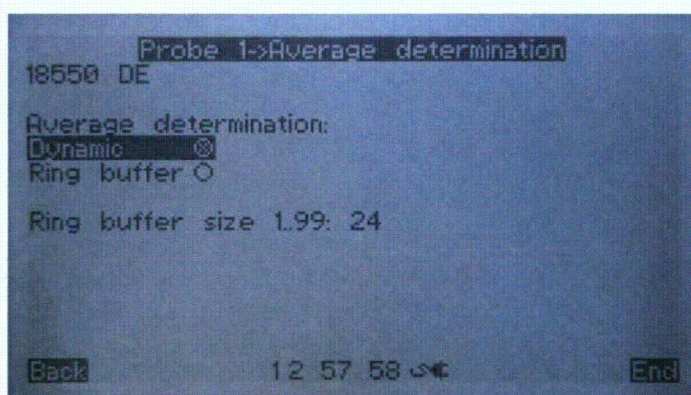 Probe 1->Average determination
18550 DE
Average determination:
Dynamic
Ring buffer
Ring buffer size 1..99: 24
Back 12 57 58 End